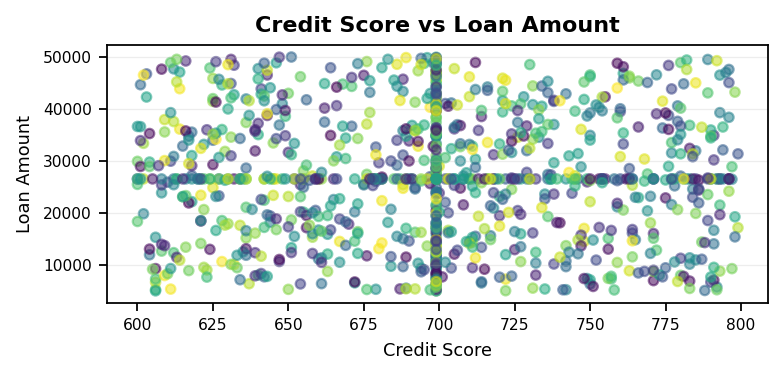 Credit Score vs Loan Amount
50000
40000
30000
20000
10000
Loan Amount
600 625 650 675 700 725 750 775 800
Credit Score